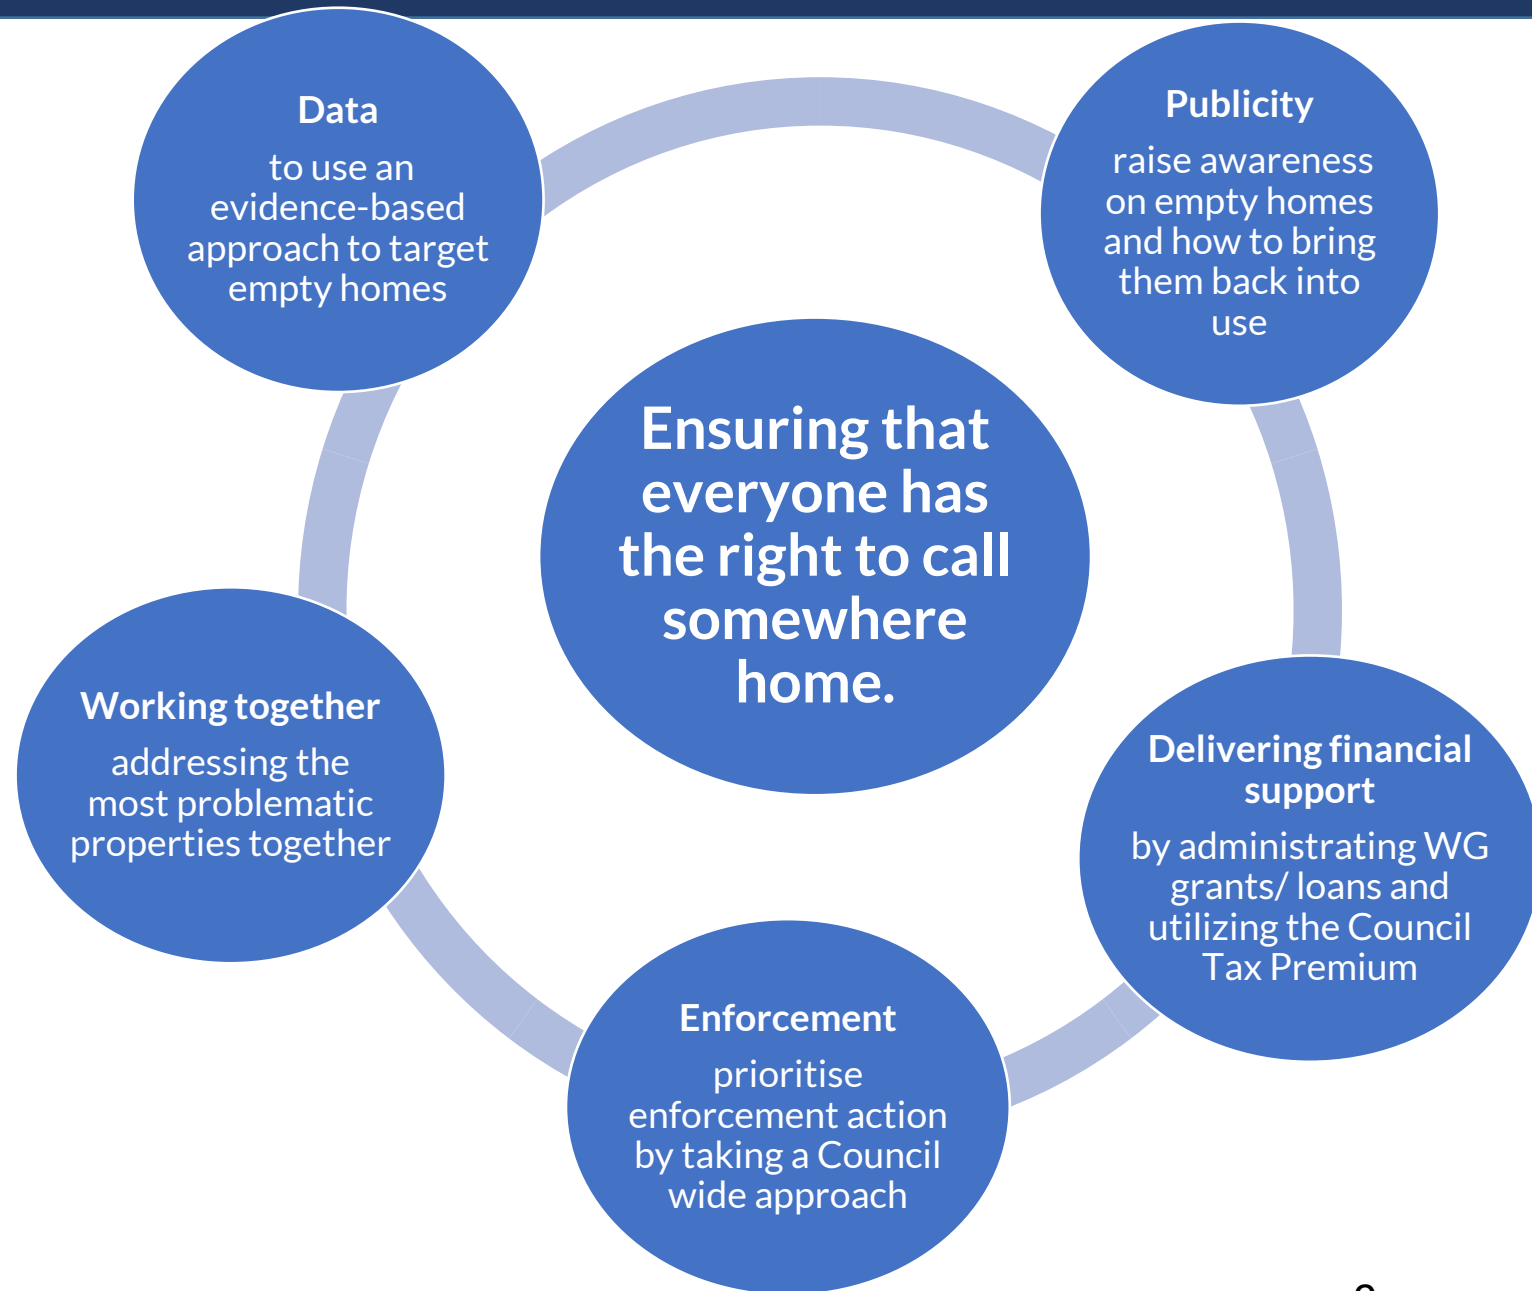 Data
to use an
evidence-based
approach to target
empty homes
Publicity
raise awareness
on empty homes
and how to bring
them back into
use
Ensuring that
everyone has
the right to call
somewhere
home.
Working together
addressing the
most problematic
properties together
Delivering financial
support
by administrating WG
grants/ loans and
utilizing the Council
Tax Premium
Enforcement
prioritise
enforcement action
by taking a Council
wide approach